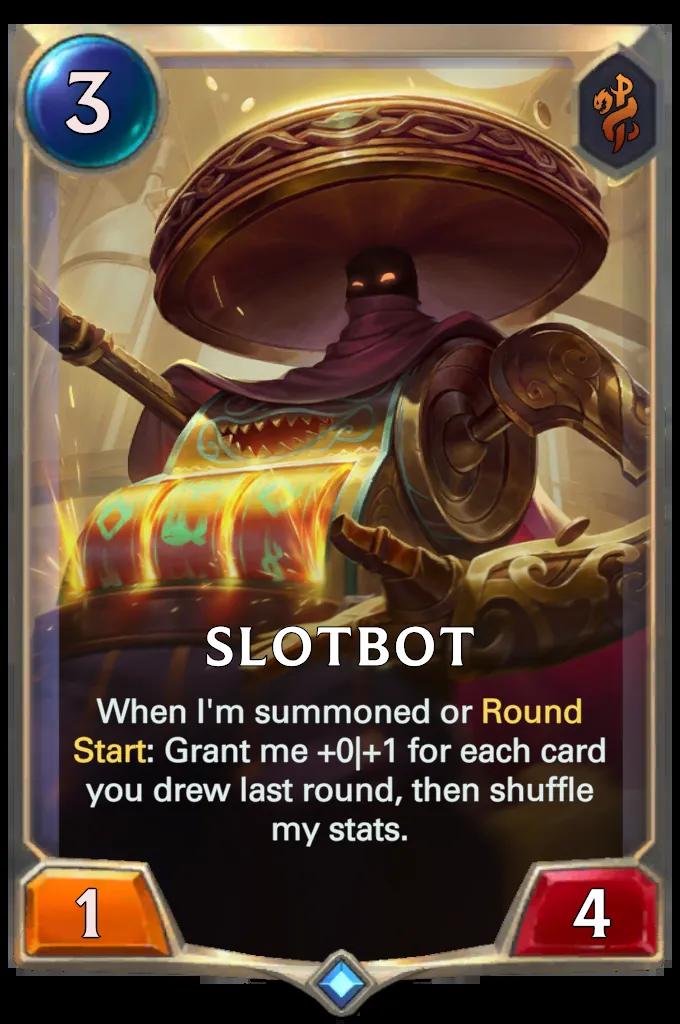 3
SLOTBOT
When I'm summoned or Round
Start: Grant me +0|+1 for each card
you drew last round, then shuffle
my stats.
1
4